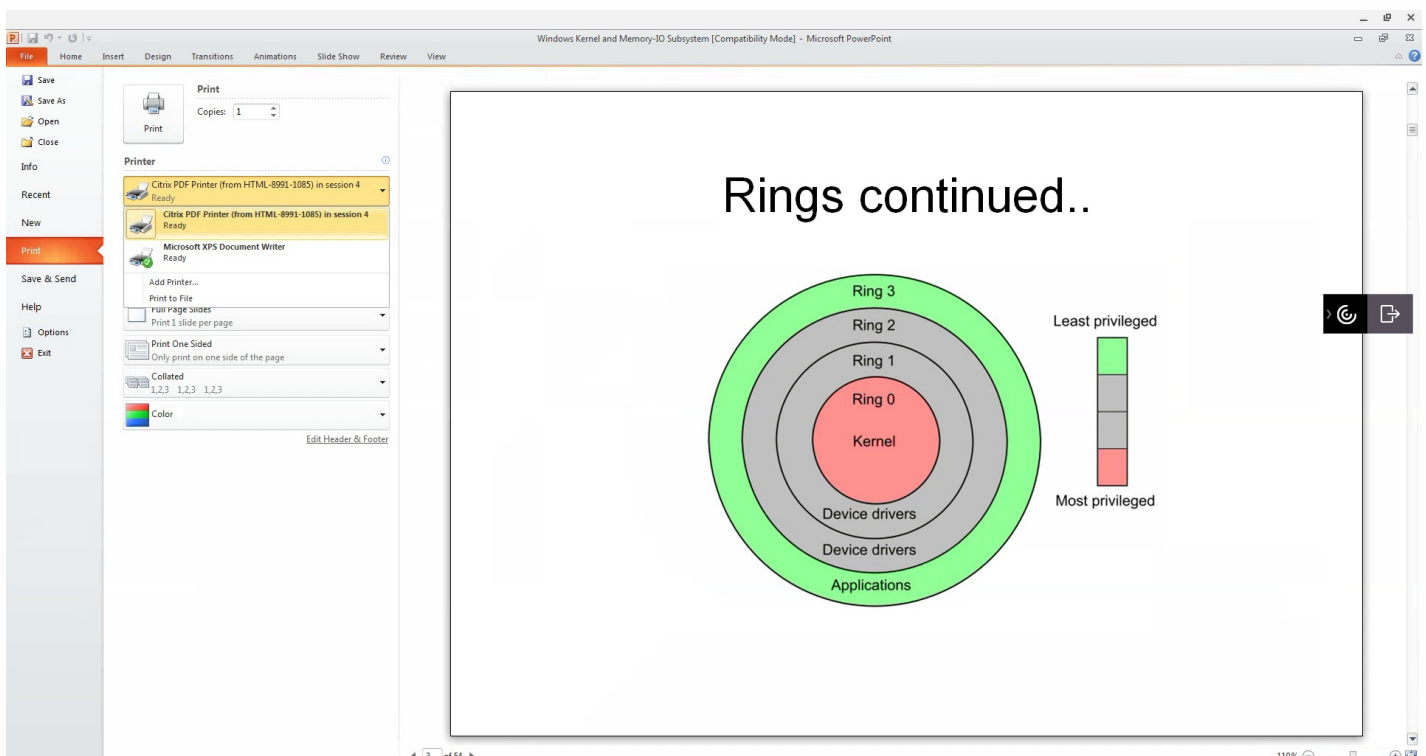 Windows Kernel and Memory-IO Subsystem [Compatibility Mode] - Microsoft PowerPoint
File Home Insert Design Transitions Animations Slide Show Review View
Save
Save As
Open
Close
Info
Recent
New
Print
Save & Send
Help
Options
Exit
Print
Print
Copies: 1
Printer
Citrix PDF Printer (from HTML-8991-1085) in session 4
Ready
Citrix PDF Printer (from HTML-8991-1085) in session 4
Ready
Microsoft XPS Document Writer
Ready
Add Printer...
Print to File
Full Page Slides
Print 1 slide per page
Print One Sided
Only print on one side of the page
Collated
1,2,3 1,2,3 1,2,3
Color
Edit Header & Footer
Rings continued..
Ring 3
Ring 2
Ring 1
Ring 0
Kernel
Device drivers
Device drivers
Applications
Least privileged
Most privileged
of 54
110%